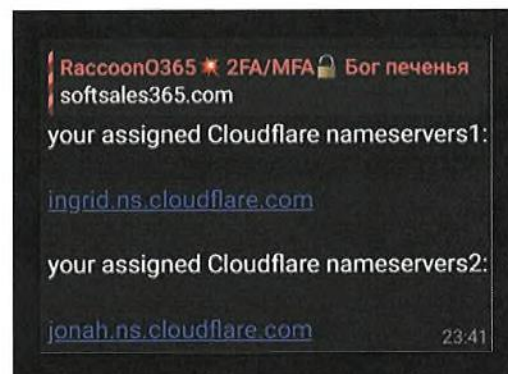 RaccoonO365💥 2FA/MFA🔒 Бог печенья
softsales365.com
your assigned Cloudflare nameservers1:
ingrid.ns.cloudflare.com
your assigned Cloudflare nameservers2:
jonah.ns.cloudflare.com
23:41